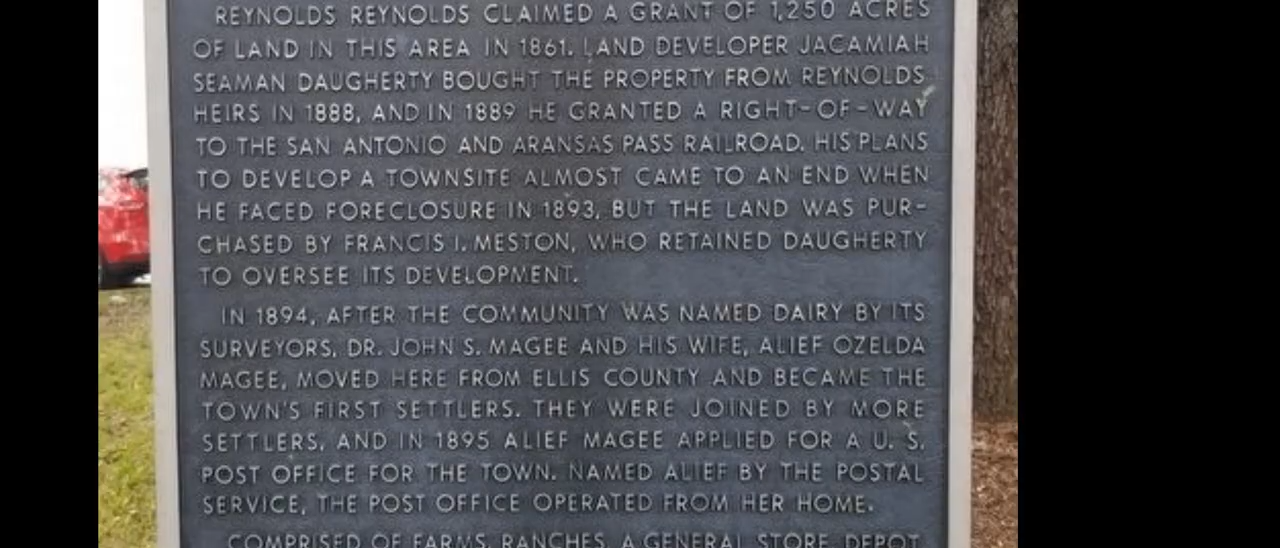 REYNOLDS REYNOLDS CLAIMED A GRANT OF 1,250 ACRES
OF LAND IN THIS AREA IN 1861. LAND DEVELOPER JACAMIAH
SEAMAN DAUGHERTY BOUGHT THE PROPERTY FROM REYNOLDS
HEIRS IN 1888, AND IN 1889 HE GRANTED A RIGHT-OF-WAY
TO THE SAN ANTONIO AND ARANSAS PASS RAILROAD. HIS PLANS
TO DEVELOP A TOWNSITE ALMOST CAME TO AN END WHEN
HE FACED FORECLOSURE IN 1893, BUT THE LAND WAS PUR-
CHASED BY FRANCIS I. MESTON, WHO RETAINED DAUGHERTY
TO OVERSEE ITS DEVELOPMENT.
IN 1894, AFTER THE COMMUNITY WAS NAMED DAIRY BY ITS
SURVEYORS, DR. JOHN S. MAGEE AND HIS WIFE, ALIEF OZELDA
MAGEE, MOVED HERE FROM ELLIS COUNTY AND BECAME THE
TOWN'S FIRST SETTLERS. THEY WERE JOINED BY MORE
SETTLERS, AND IN 1895 ALIEF MAGEE APPLIED FOR A U. S.
POST OFFICE FOR THE TOWN. NAMED ALIEF BY THE POSTAL
SERVICE, THE POST OFFICE OPERATED FROM HER HOME.
COMPRISED OF FARMS, RANCHES, A GENERAL STORE, DEPOT,